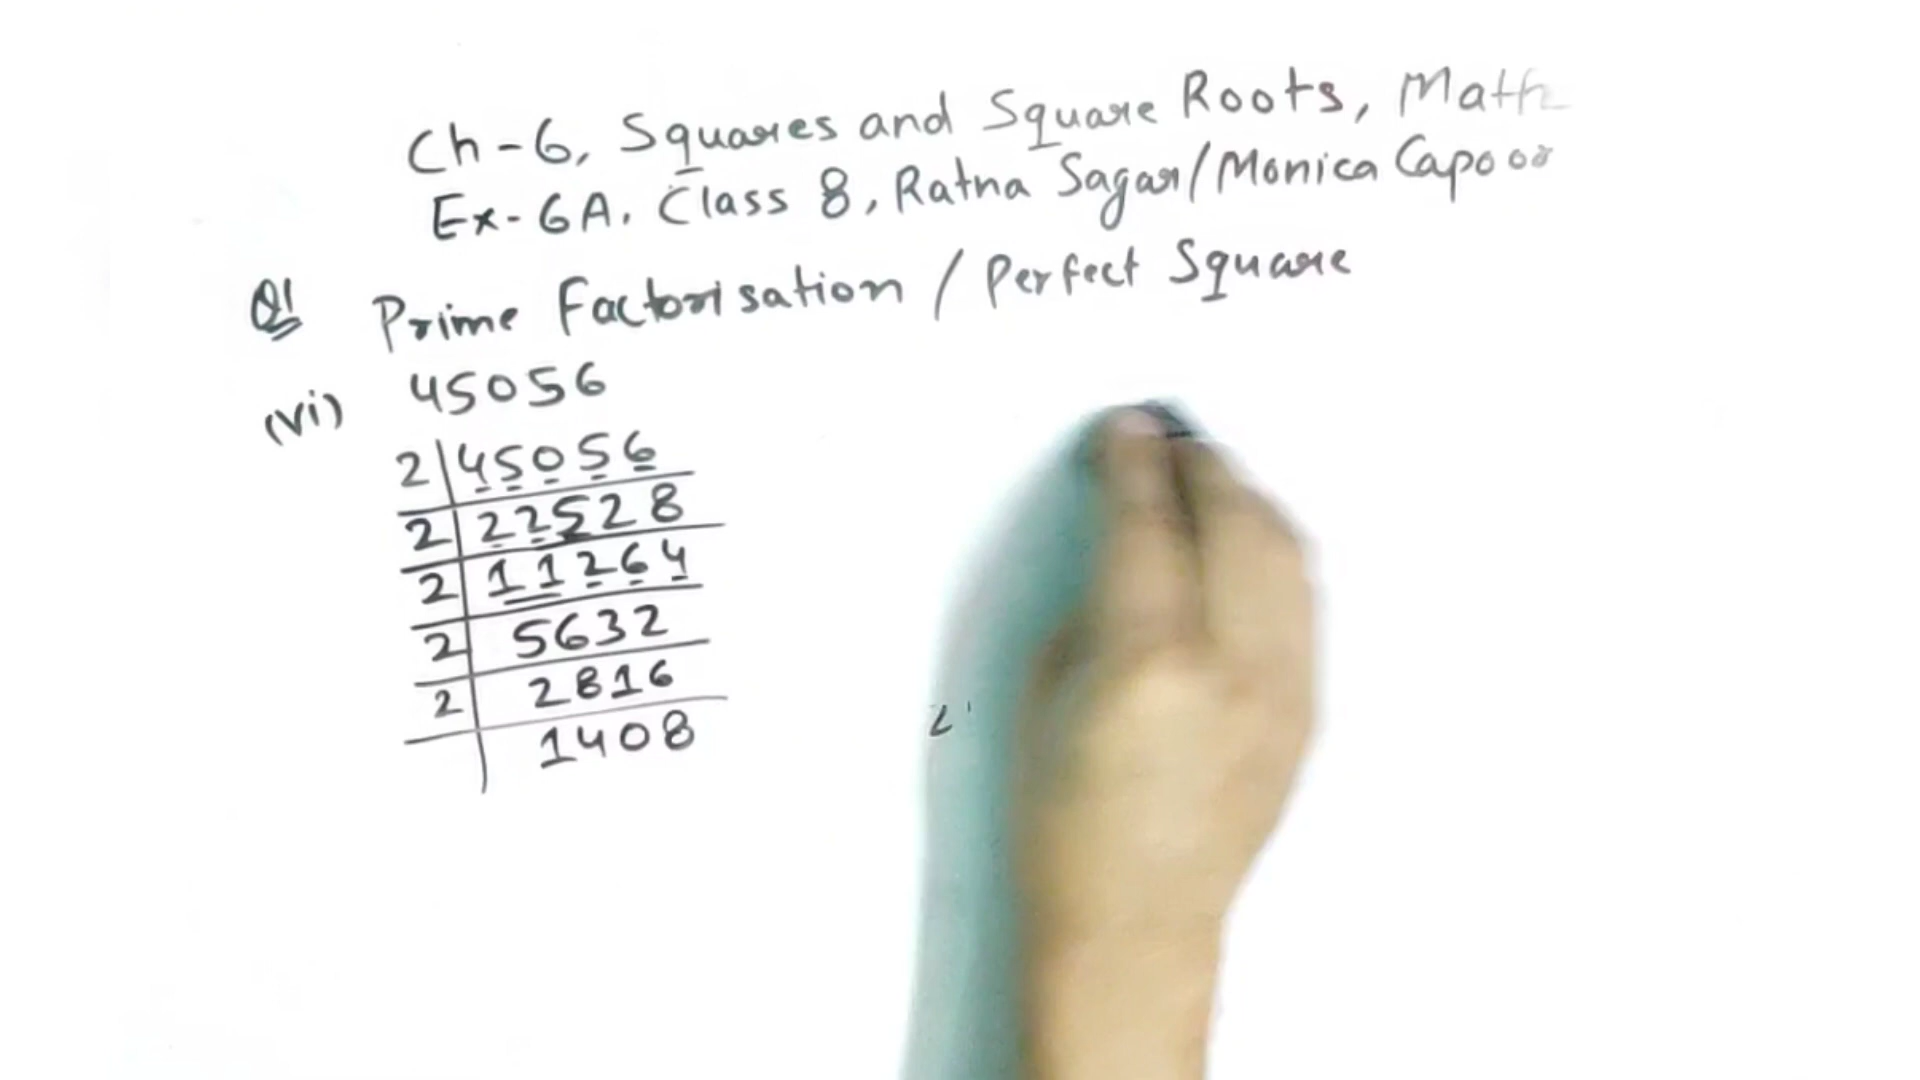 Ch-6, Squares and Square Roots, Math
Ex-6A, Class 8, Ratna Sagar/Monica Capoor
Q1 Prime Factorisation / Perfect Square
(vi) 45056
2 | 45056
2 | 22528
2 | 11264
2 | 5632
2 | 2816
1408